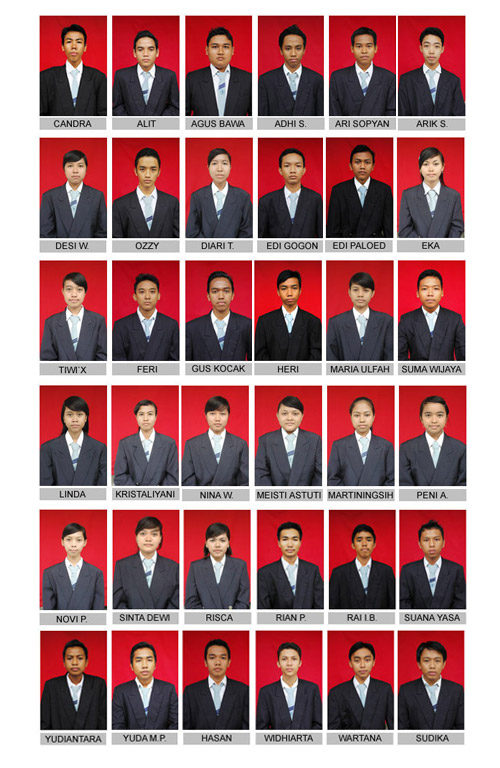 CANDRA
ALIT
AGUS BAWA
ADHI S.
ARI SOPYAN
ARIK S.
DESI W.
OZZY
DIARI T.
EDI GOGON
EDI PALOED
EKA
TIWI`X
FERI
GUS KOCAK
HERI
MARIA ULFAH
SUMA WIJAYA
LINDA
KRISTALIYANI
NINA W.
MEISTI ASTUTI
MARTININGSIH
PENI A.
NOVI P.
SINTA DEWI
RISCA
RIAN P.
RAI I.B.
SUANA YASA
YUDIANTARA
YUDA M.P.
HASAN
WIDHIARTA
WARTANA
SUDIKA